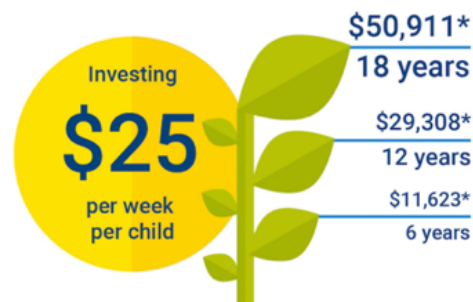 Investing
$25
per week
per child
$50,911*
18 years
$29,308*
12 years
$11,623*
6 years